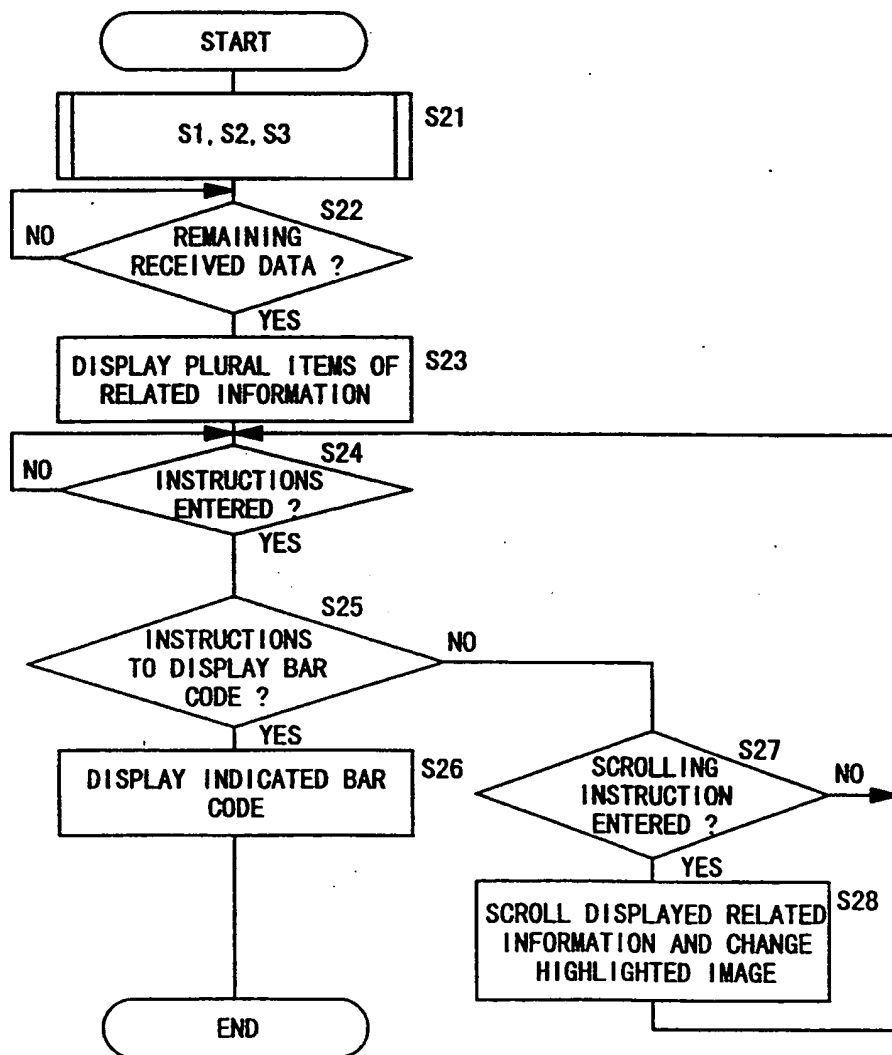 START
S1, S2, S3
S21
S22
NO
REMAINING
RECEIVED DATA ?
YES
DISPLAY PLURAL ITEMS OF
RELATED INFORMATION
S23
S24
NO
INSTRUCTIONS
ENTERED ?
YES
S25
INSTRUCTIONS
TO DISPLAY BAR
CODE ?
NO
YES
DISPLAY INDICATED BAR
CODE
S26
S27
SCROLLING
INSTRUCTION
ENTERED ?
NO
YES
SCROLL DISPLAYED RELATED
INFORMATION AND CHANGE
HIGHLIGHTED IMAGE
S28
END